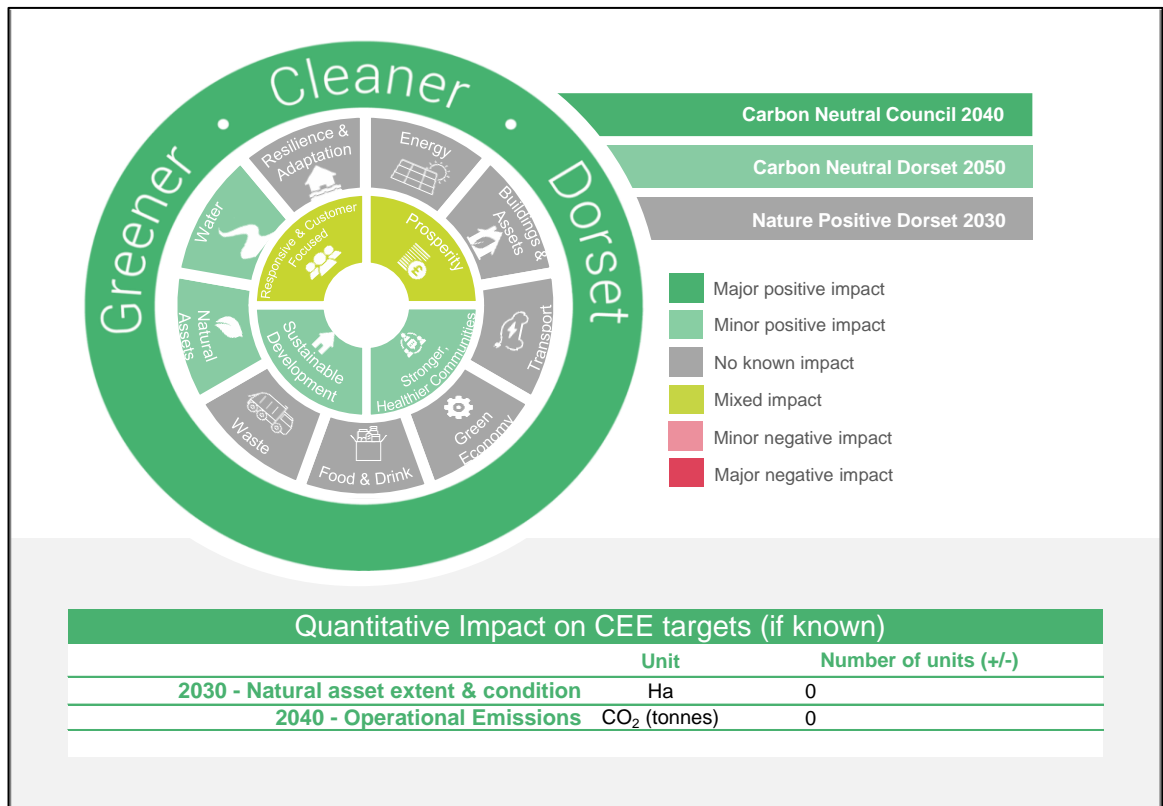 Greener • Cleaner • Dorset
Carbon Neutral Council 2040
Carbon Neutral Dorset 2050
Nature Positive Dorset 2030
Resilience &
Adaptation
Energy
Buildings &
Assets
Transport
Green
Economy
Food & Drink
Waste
Natural
Assets
Water
Responsive & Customer
Focused
Prosperity
£
Stronger,
Healthier Communities
Sustainable
Development
Major positive impact
Minor positive impact
No known impact
Mixed impact
Minor negative impact
Major negative impact
Quantitative Impact on CEE targets (if known)
Unit Number of units (+/-)
2030 - Natural asset extent & condition Ha 0
2040 - Operational Emissions CO₂ (tonnes) 0